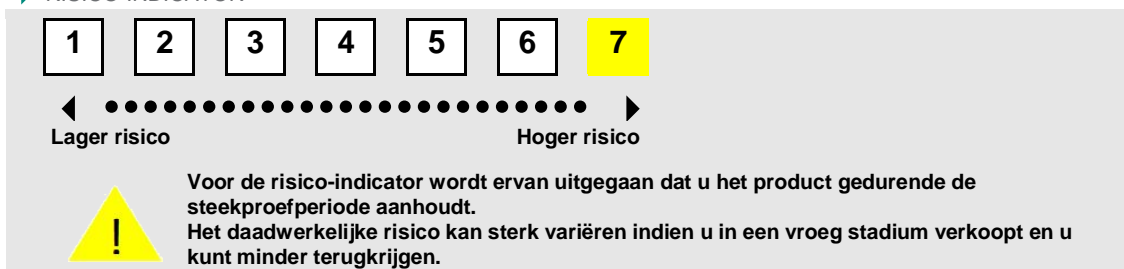 RISICO-INDICATOR
1 2 3 4 5 6 7
Lager risico Hoger risico
Voor de risico-indicator wordt ervan uitgegaan dat u het product gedurende de
steekproefperiode aanhoudt.
!
Het daadwerkelijke risico kan sterk variëren indien u in een vroeg stadium verkoopt en u
kunt minder terugkrijgen.